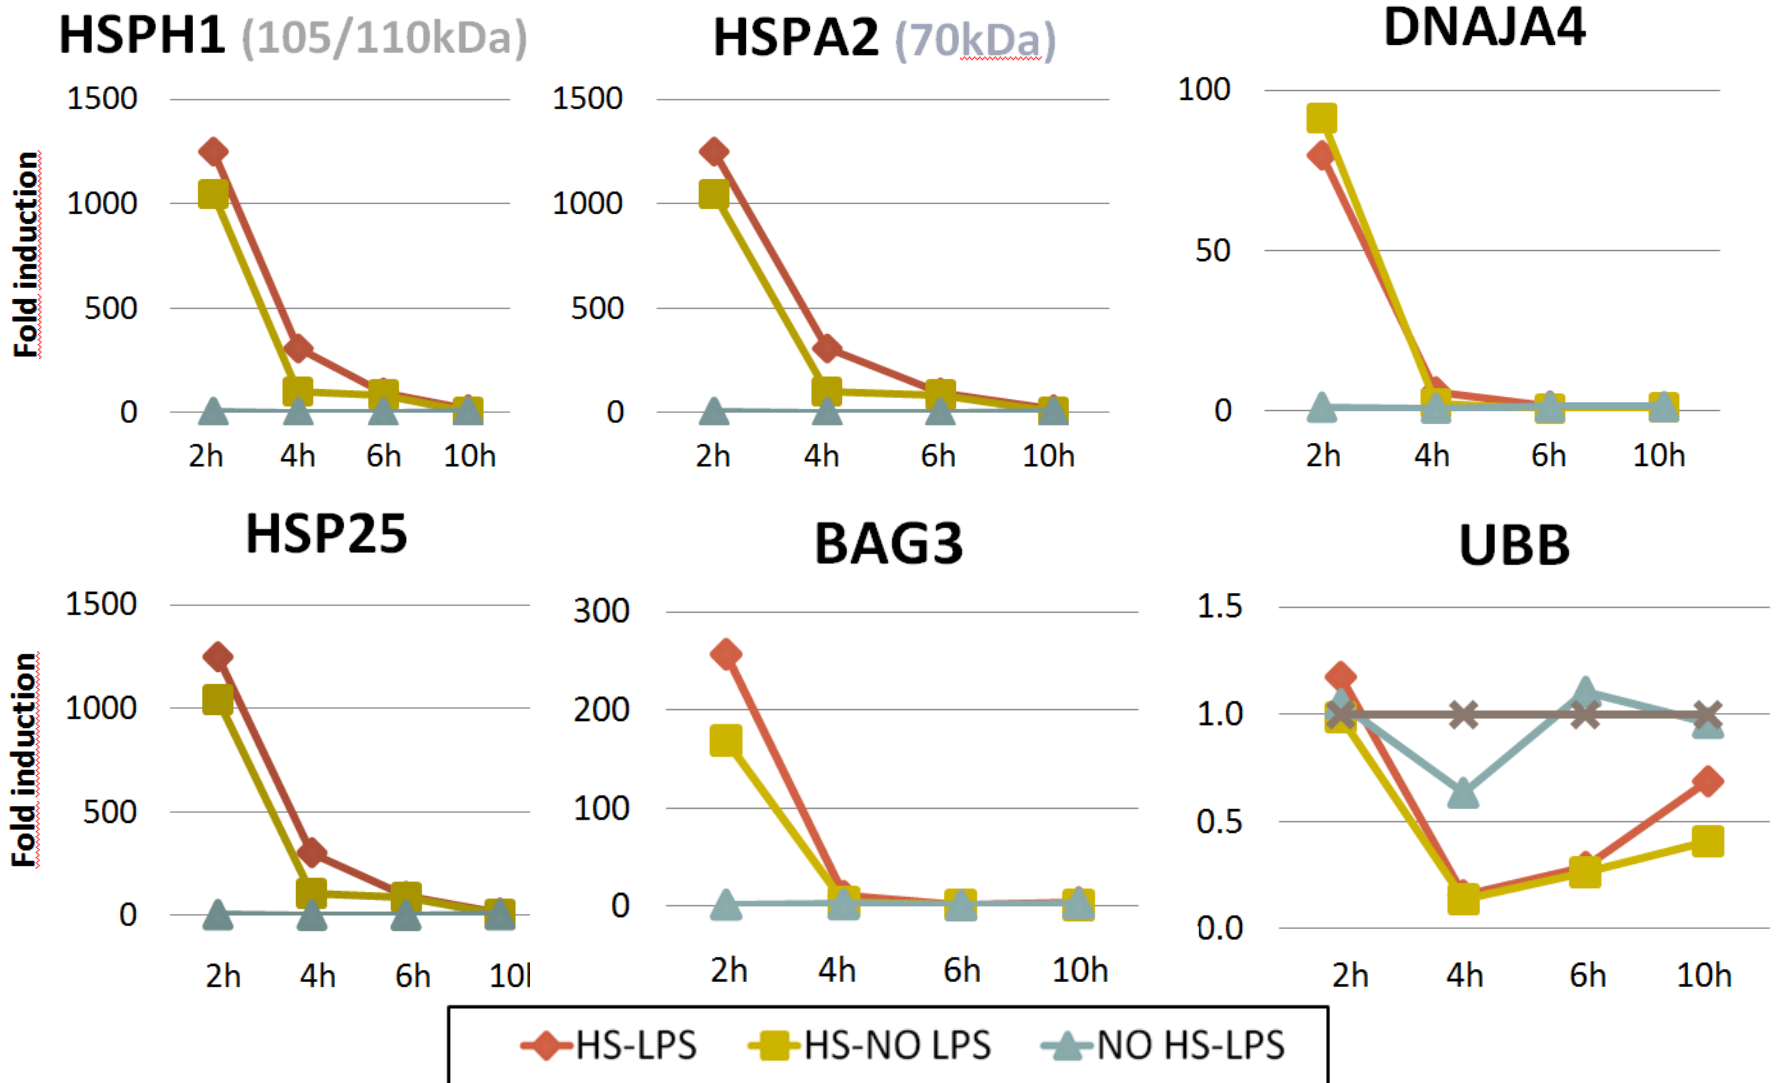 HSPH1 (105/110kDa)
1500
1000
500
0
Fold induction
2h 4h 6h 10h
HSPA2 (70kDa)
1500
1000
500
0
2h 4h 6h 10h
DNAJA4
100
50
0
2h 4h 6h 10h
HSP25
1500
1000
500
0
Fold induction
2h 4h 6h 10l
BAG3
300
200
100
0
2h 4h 6h 10h
UBB
1.5
1.0
0.5
0.0
2h 4h 6h 10h
HS-LPS HS-NO LPS NO HS-LPS